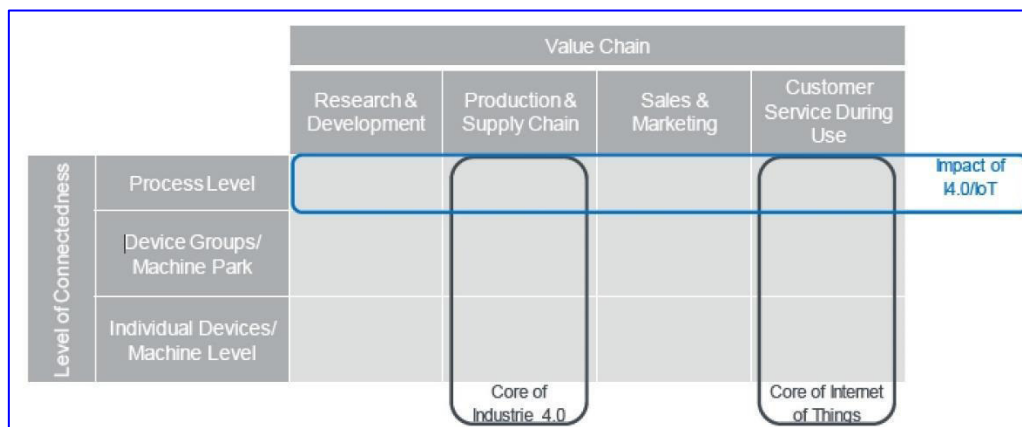 Value Chain
Research &
Development
Production &
Supply Chain
Sales &
Marketing
Customer
Service During
Use
Level of Connectedness
Process Level
Impact of
I4.0/IoT
Device Groups/
Machine Park
Individual Devices/
Machine Level
Core of
Industrie 4.0
Core of Internet
of Things